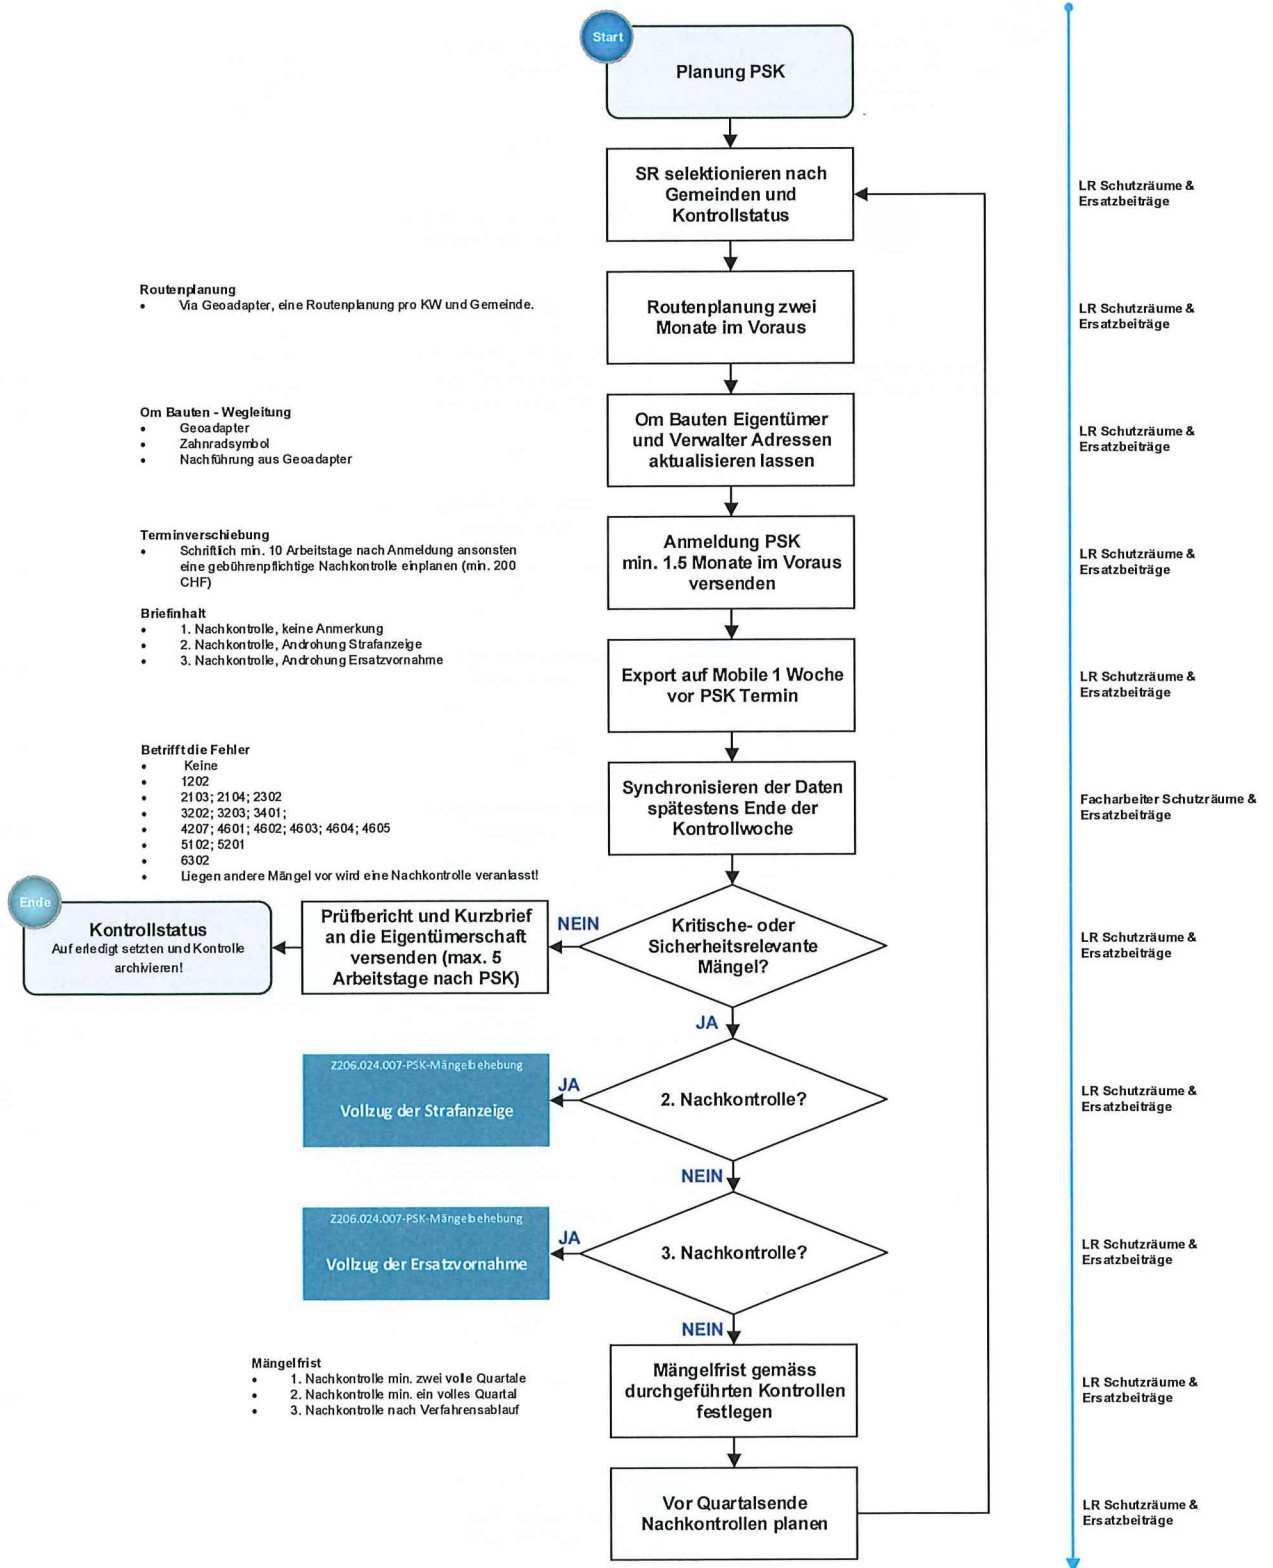 Start
Planung PSK
SR selektionieren nach
Gemeinden und
Kontrollstatus
LR Schutzräume &
Ersatzbeiträge
Routenplanung
• Via Geoadapter, eine Routenplanung pro KW und Gemeinde.
Routenplanung zwei
Monate im Voraus
LR Schutzräume &
Ersatzbeiträge
Om Bauten - Wegleitung
• Geoadapter
• Zahnradsymbol
• Nachführung aus Geoadapter
Om Bauten Eigentümer
und Verwalter Adressen
aktualisieren lassen
LR Schutzräume &
Ersatzbeiträge
Terminverschiebung
• Schriftlich min. 10 Arbeitstage nach Anmeldung ansonsten
eine gebührenpflichtige Nachkontrolle einplanen (min. 200
CHF)
Anmeldung PSK
min. 1.5 Monate im Voraus
versenden
LR Schutzräume &
Ersatzbeiträge
Briefinhalt
• 1. Nachkontrolle, keine Anmerkung
• 2. Nachkontrolle, Androhung Strafanzeige
• 3. Nachkontrolle, Androhung Ersatzvornahme
Export auf Mobile 1 Woche
vor PSK Termin
LR Schutzräume &
Ersatzbeiträge
Betrifft die Fehler
• Keine
• 1202
• 2103; 2104; 2302
• 3202; 3203; 3401;
• 4207; 4601; 4602; 4603; 4604; 4605
• 5102; 5201
• 6302
• Liegen andere Mängel vor wird eine Nachkontrolle veranlasst!
Synchronisieren der Daten
spätestens Ende der
Kontrollwoche
Facharbeiter Schutzräume &
Ersatzbeiträge
Ende
Kontrollstatus
Auf erledigt setzten und Kontrolle
archivieren!
Prüfbericht und Kurzbrief
an die Eigentümerschaft
versenden (max. 5
Arbeitstage nach PSK)
NEIN
Kritische- oder
Sicherheitsrelevante
Mängel?
LR Schutzräume &
Ersatzbeiträge
JA
Z206.024.007-PSK-Mängelbehebung
Vollzug der Strafanzeige
JA
2. Nachkontrolle?
LR Schutzräume &
Ersatzbeiträge
NEIN
Z206.024.007-PSK-Mängelbehebung
Vollzug der Ersatzvornahme
JA
3. Nachkontrolle?
LR Schutzräume &
Ersatzbeiträge
NEIN
Mängelfrist
• 1. Nachkontrolle min. zwei volle Quartale
• 2. Nachkontrolle min. ein volles Quartal
• 3. Nachkontrolle nach Verfahrensablauf
Mängelfrist gemäss
durchgeführten Kontrollen
festlegen
LR Schutzräume &
Ersatzbeiträge
Vor Quartalsende
Nachkontrollen planen
LR Schutzräume &
Ersatzbeiträge